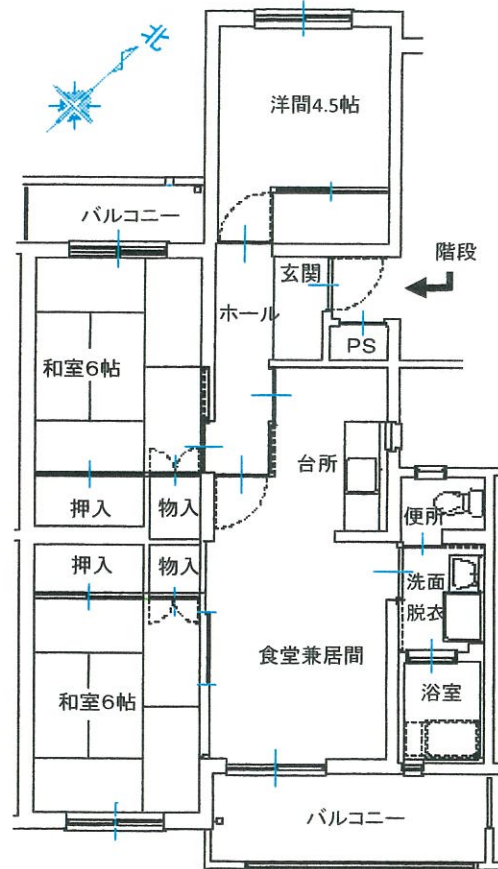 北
洋間4.5帖
バルコニー
階段
玄関
ホール
PS
和室6帖
台所
押入
物入
便所
押入
物入
洗面
脱衣
食堂兼居間
和室6帖
浴室
バルコニー